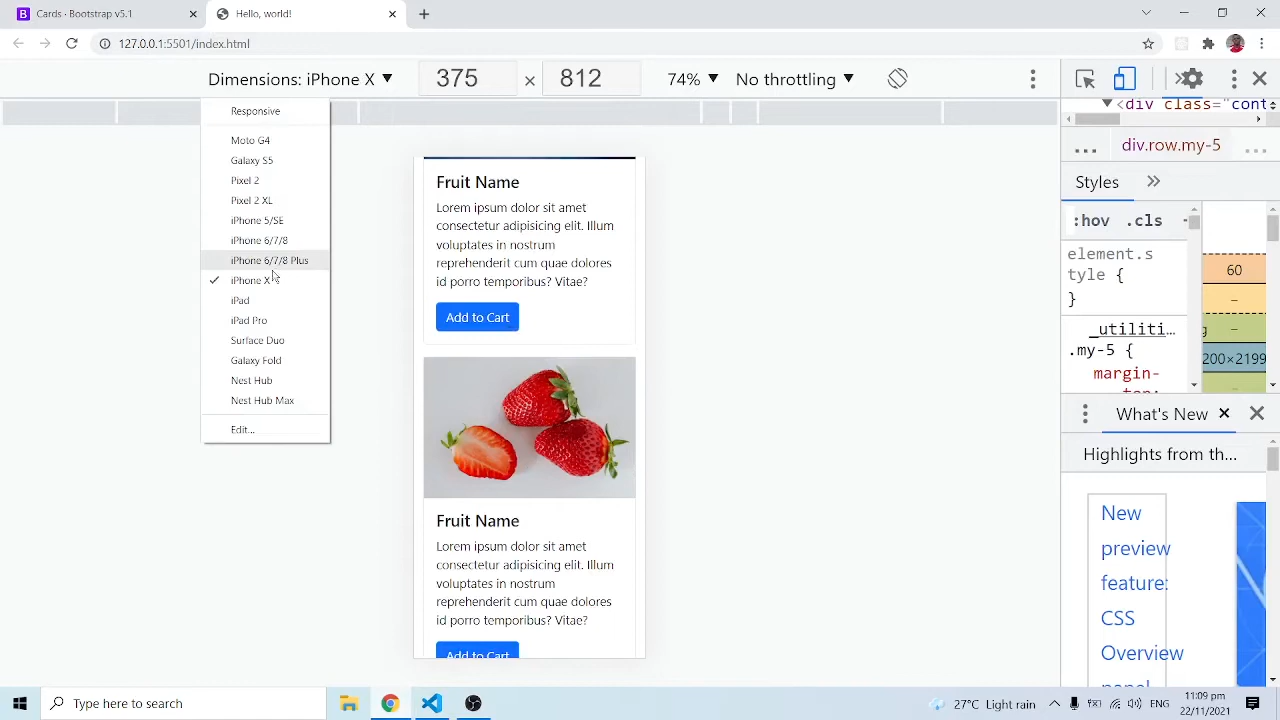 Cards · Bootstrap v5.1
Hello, world!
127.0.0.1:5501/index.html
Dimensions: iPhone X
375 × 812
74%
No throttling
Responsive
Moto G4
Galaxy S5
Pixel 2
Pixel 2 XL
iPhone 5/SE
iPhone 6/7/8
iPhone 6/7/8 Plus
iPhone X
iPad
iPad Pro
Surface Duo
Galaxy Fold
Nest Hub
Nest Hub Max
Edit...
Fruit Name
Lorem ipsum dolor sit amet
consectetur adipisicing elit. Illum
voluptates in nostrum
reprehenderit cum quae dolores
id porro temporibus? Vitae?
Add to Cart
Fruit Name
Lorem ipsum dolor sit amet
consectetur adipisicing elit. Illum
voluptates in nostrum
reprehenderit cum quae dolores
id porro temporibus? Vitae?
Add to Cart
<div class="cont
... div.row.my-5 ...
Styles
:hov .cls
element.s
tyle {
}
_utiliti…
.my-5 {
margin-
top:
60
–
–
200×2199
–
What's New
Highlights from th...
New
preview
feature:
CSS
Overview
panel
Type here to search
27°C Light rain
ENG
11:09 pm
22/11/2021